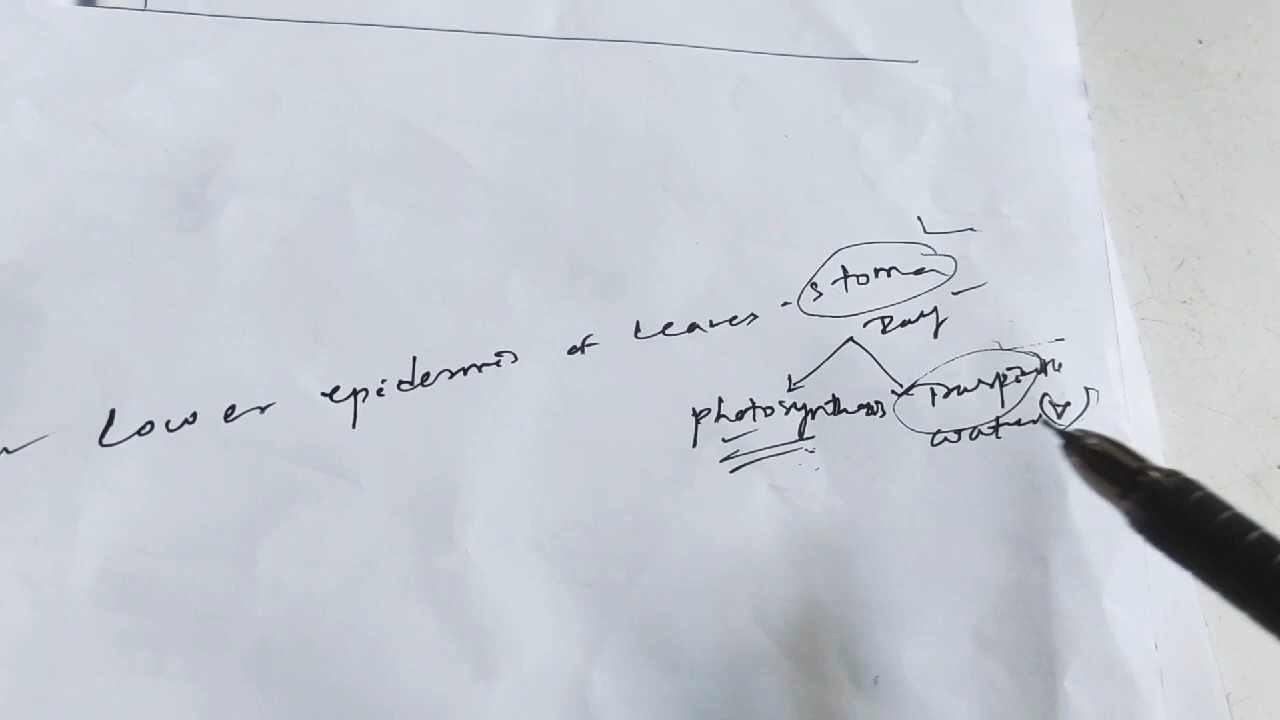 Lower epidermis of leaves - stoma
Day
photosynthesis
water (v)